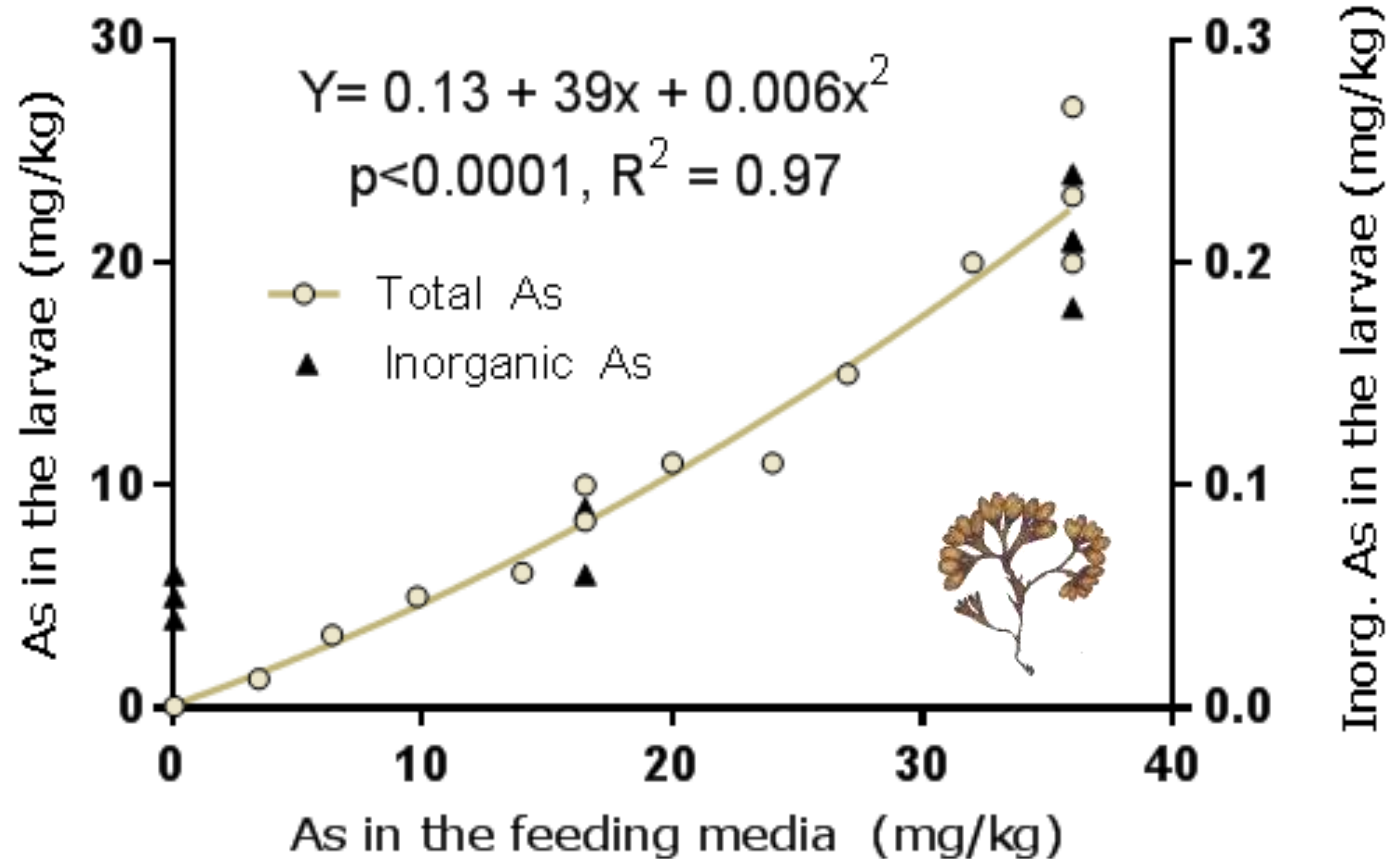 Y= 0.13 + 39x + 0.006x²
p<0.0001, R² = 0.97
Total As
Inorganic As
As in the larvae (mg/kg)
30
20
10
0
0.3
0.2
0.1
0.0
Inorg. As in the larvae (mg/kg)
0 10 20 30 40
As in the feeding media (mg/kg)